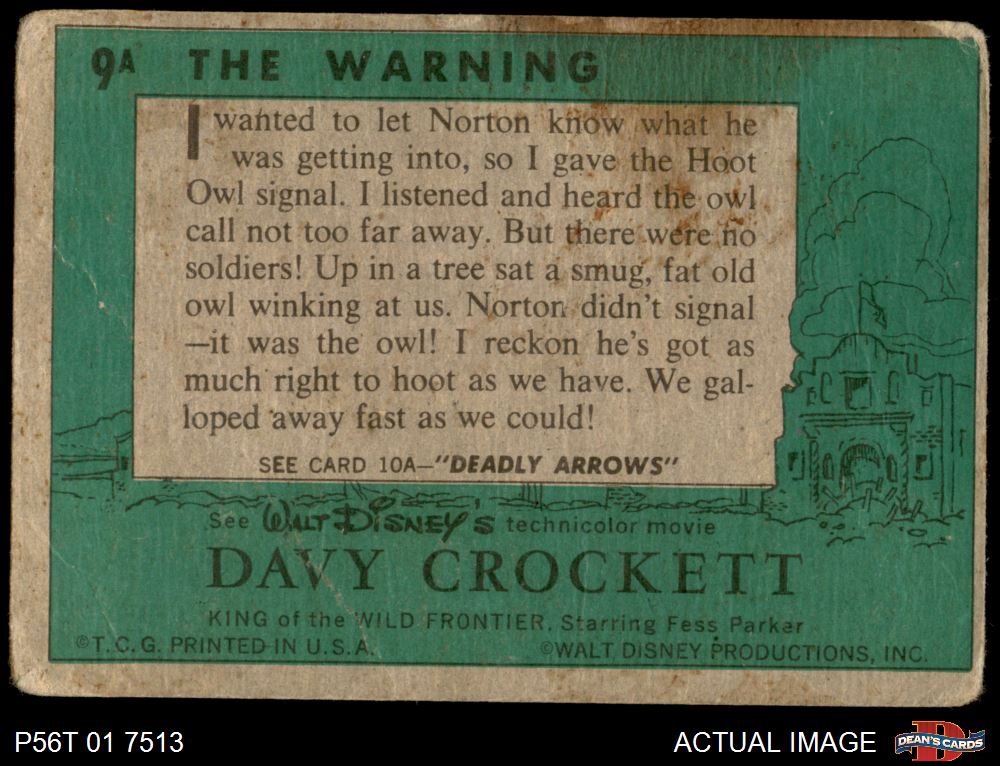 9A THE WARNING
I wanted to let Norton know what he
was getting into, so I gave the Hoot
Owl signal. I listened and heard the owl
call not too far away. But there were no
soldiers! Up in a tree sat a smug, fat old
owl winking at us. Norton didn't signal
—it was the owl! I reckon he's got as
much right to hoot as we have. We gal-
loped away fast as we could!
SEE CARD 10A—"DEADLY ARROWS"
See WALT DISNEY'S technicolor movie
DAVY CROCKETT
KING of the WILD FRONTIER, Starring Fess Parker
©T.C.G. PRINTED IN U.S.A. ©WALT DISNEY PRODUCTIONS, INC.
P56T 01 7513 ACTUAL IMAGE DEAN'S CARDS